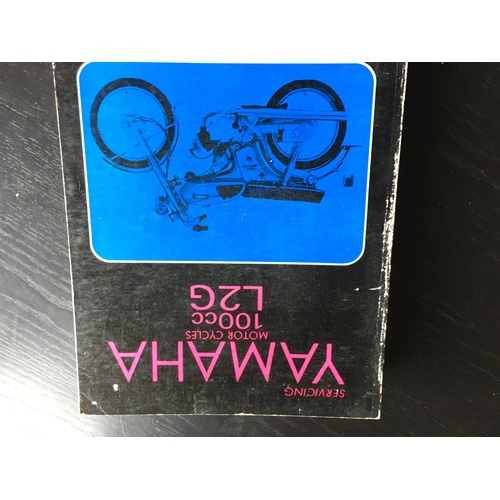 SERVICING
YAMAHA
MOTOR CYCLES
100cc
L2G